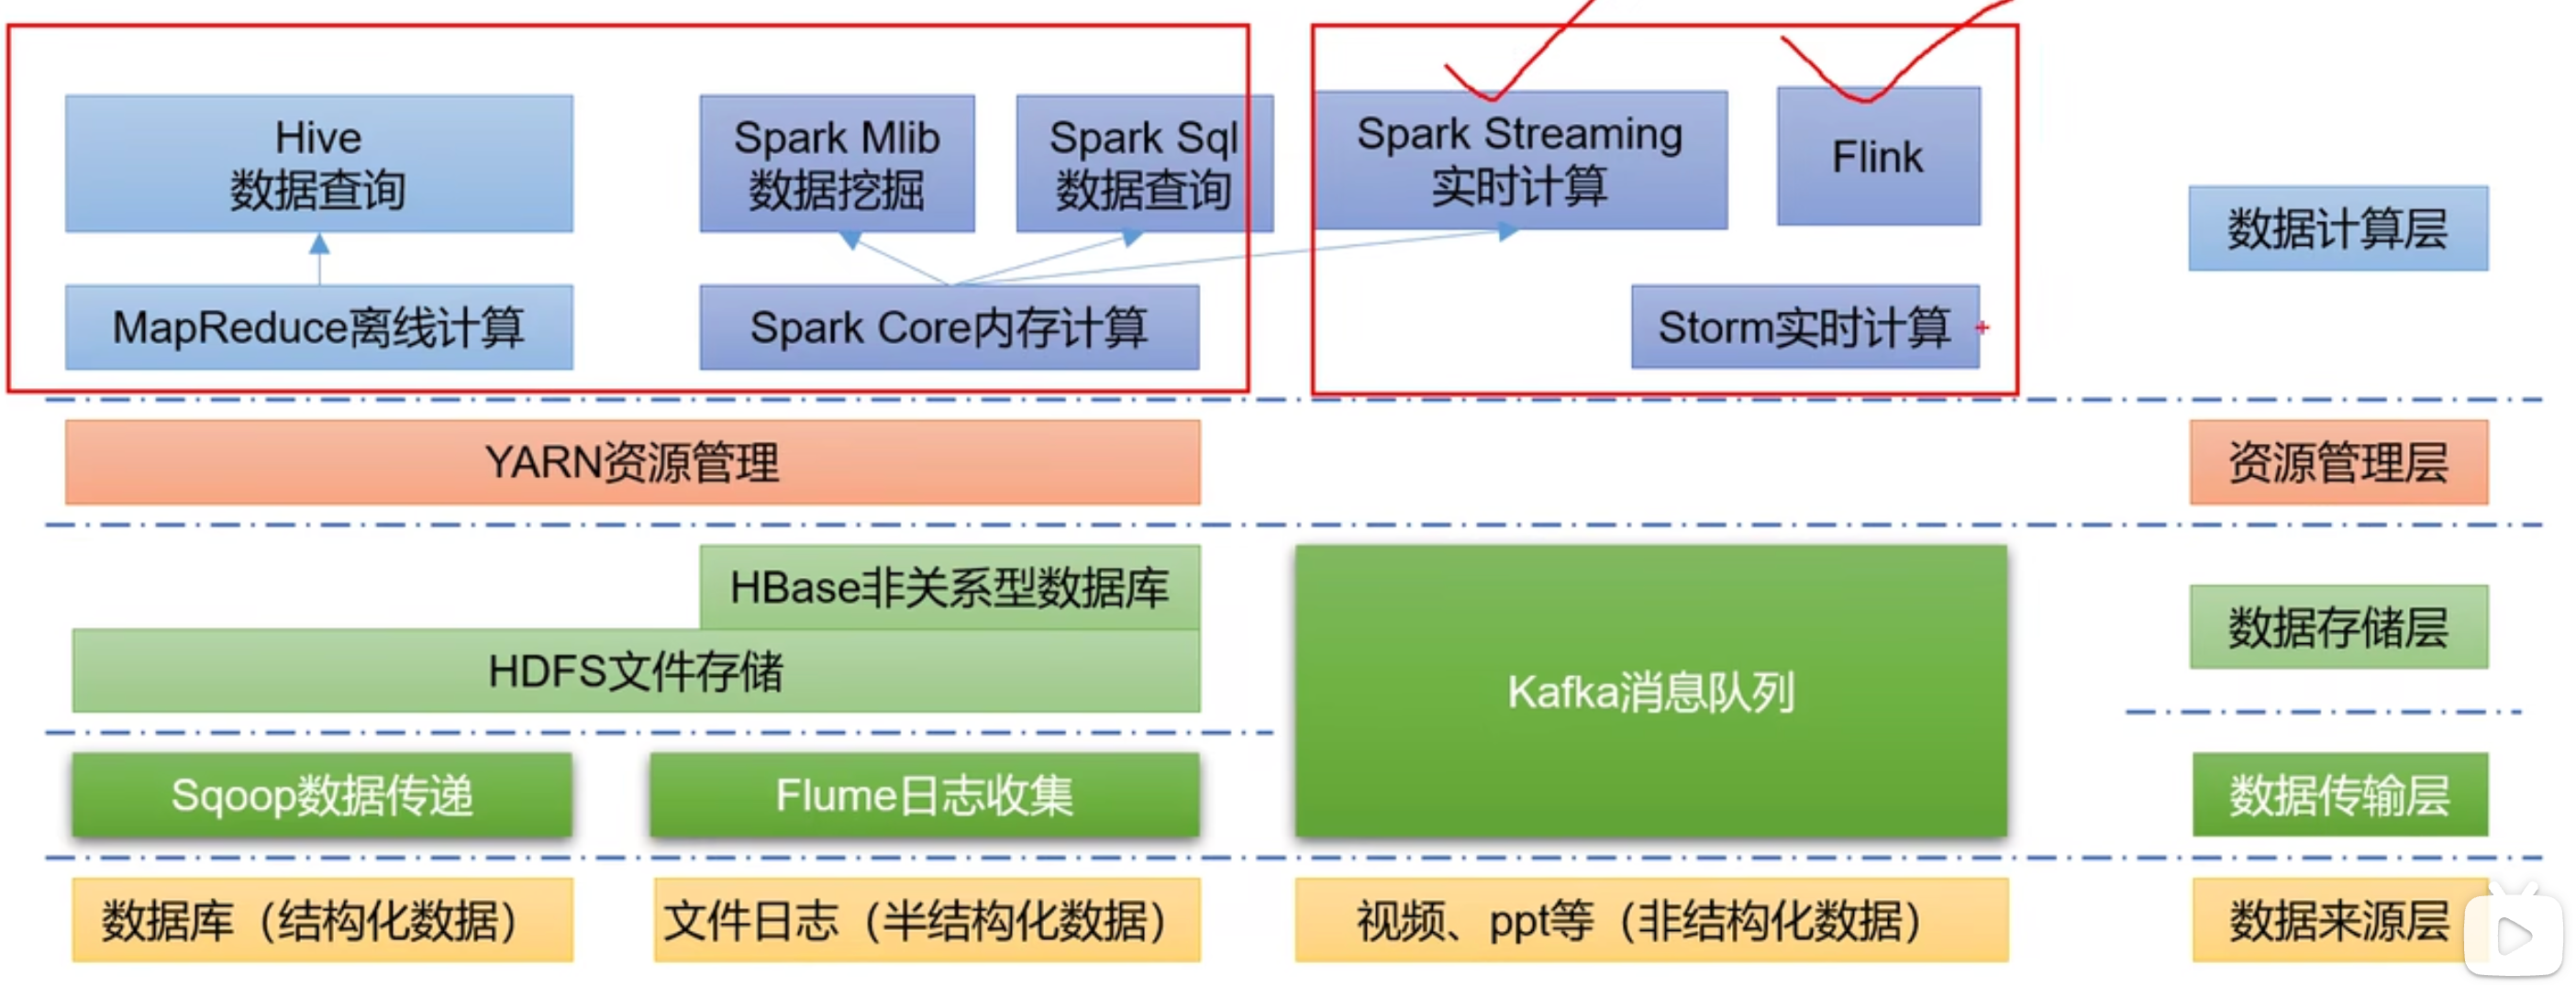 Hive
数据查询
Spark Mlib
数据挖掘
Spark Sql
数据查询
Spark Streaming
实时计算
Flink
数据计算层
MapReduce离线计算
Spark Core内存计算
Storm实时计算
YARN资源管理
资源管理层
HBase非关系型数据库
HDFS文件存储
Kafka消息队列
数据存储层
Sqoop数据传递
Flume日志收集
数据传输层
数据库（结构化数据）
文件日志（半结构化数据）
视频、ppt等（非结构化数据）
数据来源层